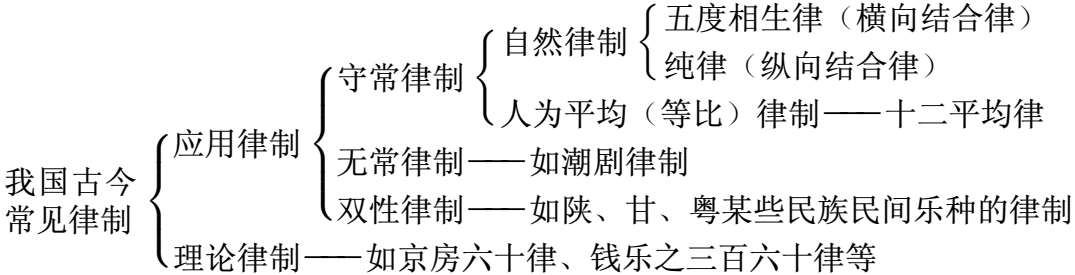 五度相生律（横向结合律）
自然律制
纯律（纵向结合律）
守常律制
人为平均（等比）律制——十二平均律
应用律制
无常律制——如潮剧律制
我国古今
常见律制
双性律制——如陕、甘、粤某些民族民间乐种的律制
理论律制——如京房六十律、钱乐之三百六十律等